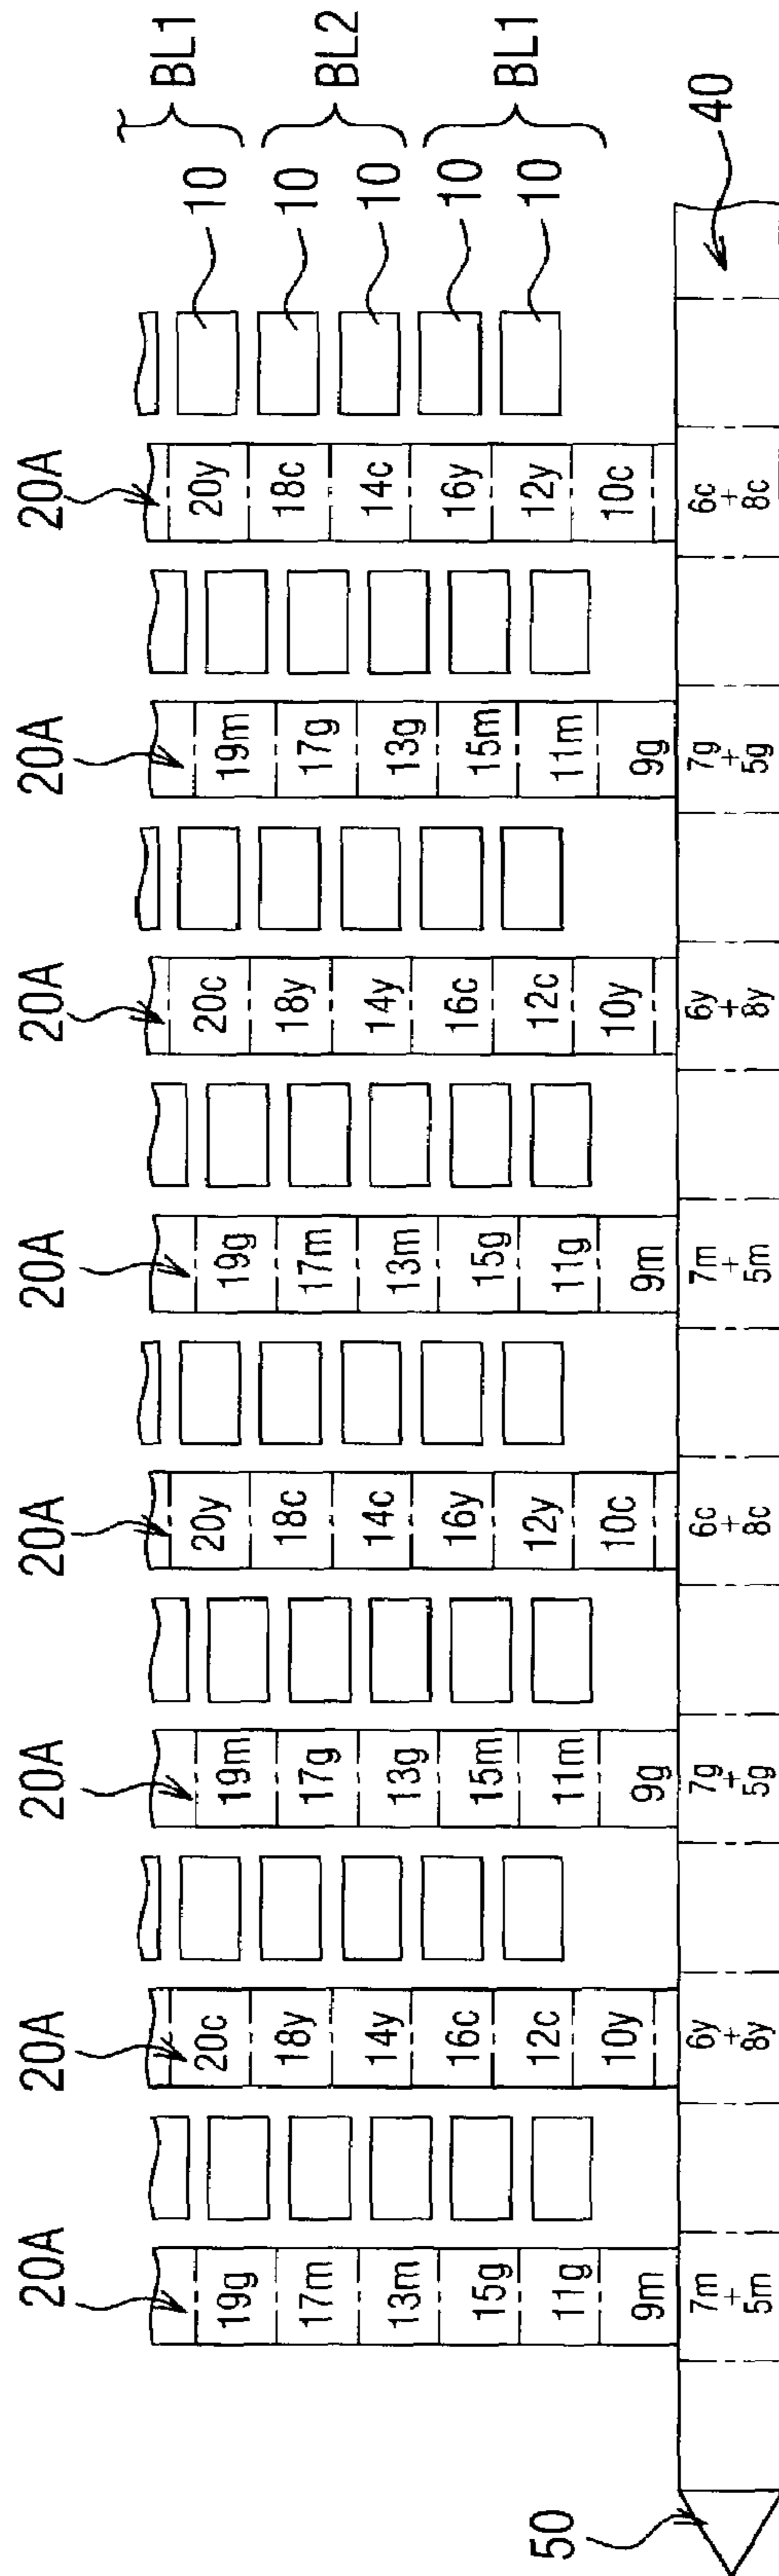 20A 20A 20A 20A 20A 20A 20A 20A
19g 20c 19m 20y 19g 20c 19m 20y 10 BL1
17m 18y 17g 18c 17m 18y 17g 18c 10 BL2
13m 14y 13g 14c 13m 14y 13g 14c 10
15g 16c 15m 16y 15g 16c 15m 16y 10 BL1
11g 12c 11m 12y 11g 12c 11m 12y 10
9m 10y 9g 10c 9m 10y 9g 10c
50 40
7m 6y 7g 6c 7m 6y 7g 6c
+ + + + + + + +
5m 8y 5g 8c 5m 8y 5g 8c